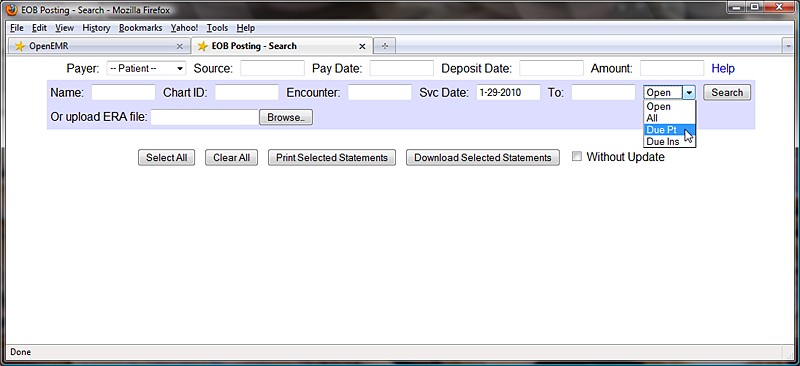 EOB Posting - Search - Mozilla Firefox
File Edit View History Bookmarks Yahoo! Tools Help
OpenEMR EOB Posting - Search
Payer: -- Patient -- Source: Pay Date: Deposit Date: Amount: Help
Name: Chart ID: Encounter: Svc Date: 1-29-2010 To: Open Search
Open
All
Due Pt
Due Ins
Or upload ERA file: Browse..
Select All Clear All Print Selected Statements Download Selected Statements Without Update
Done